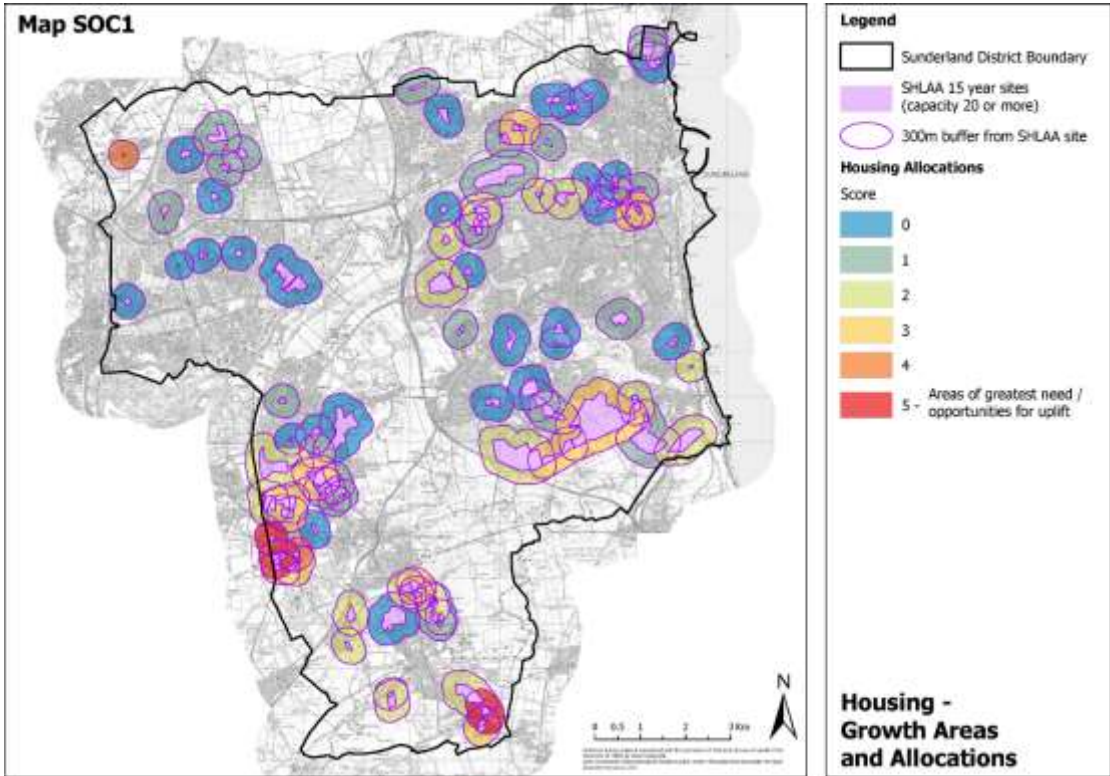 Map SOC1
SUNDERLAND
N
0 0.5 1 2 3 Km
Legend
Sunderland District Boundary
SHLAA 15 year sites
(capacity 20 or more)
300m buffer from SHLAA site
Housing Allocations
Score
0
1
2
3
4
5 - Areas of greatest need /
opportunities for uplift
Housing -
Growth Areas
and Allocations